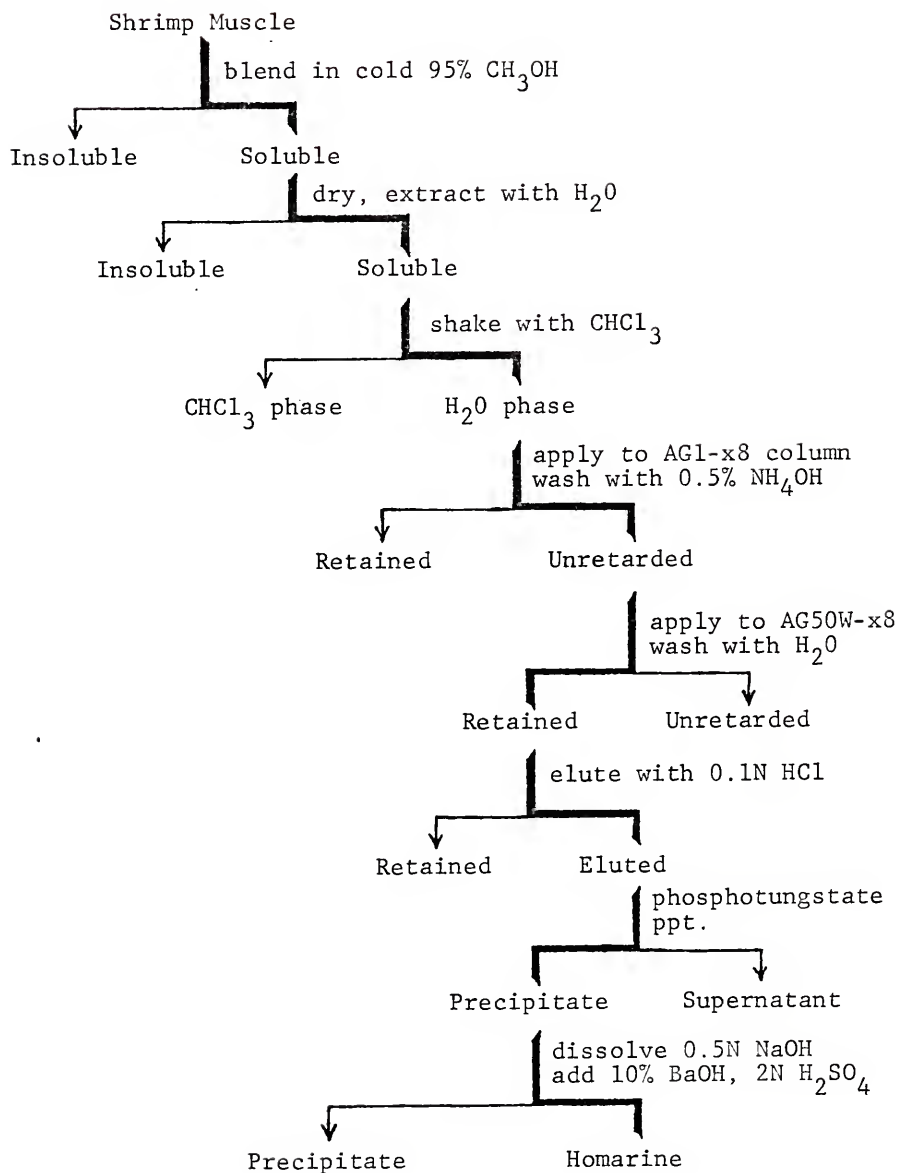 Shrimp Muscle
blend in cold 95% CH3OH
Insoluble Soluble
dry, extract with H2O
Insoluble Soluble
shake with CHCl3
CHCl3 phase H2O phase
apply to AG1-x8 column
wash with 0.5% NH4OH
Retained Unretarded
apply to AG50W-x8
wash with H2O
Retained Unretarded
elute with 0.1N HCl
Retained Eluted
phosphotungstate
ppt.
Precipitate Supernatant
dissolve 0.5N NaOH
add 10% BaOH, 2N H2SO4
Precipitate Homarine